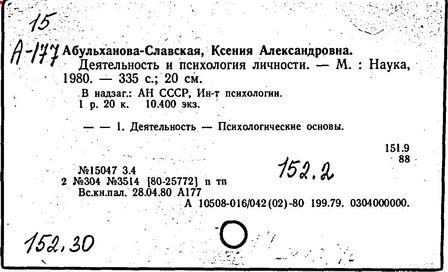 15
А-177
Абульханова-Славская, Ксения Александровна.
Деятельность и психология личности. — М. : Наука,
1980. — 335 с.; 20 см.
В надзаг.: АН СССР, Ин-т психологии.
1 р. 20 к. 10.400 экз.
— — 1. Деятельность — Психологические основы.
151.9
88
№15047 3.4
152.2
2 №304 №3514 [80-25772] п тп
Вс.кн.пал. 28.04.80 А177
А 10508-016/042(02)-80 199.79. 0304000000.
152.30